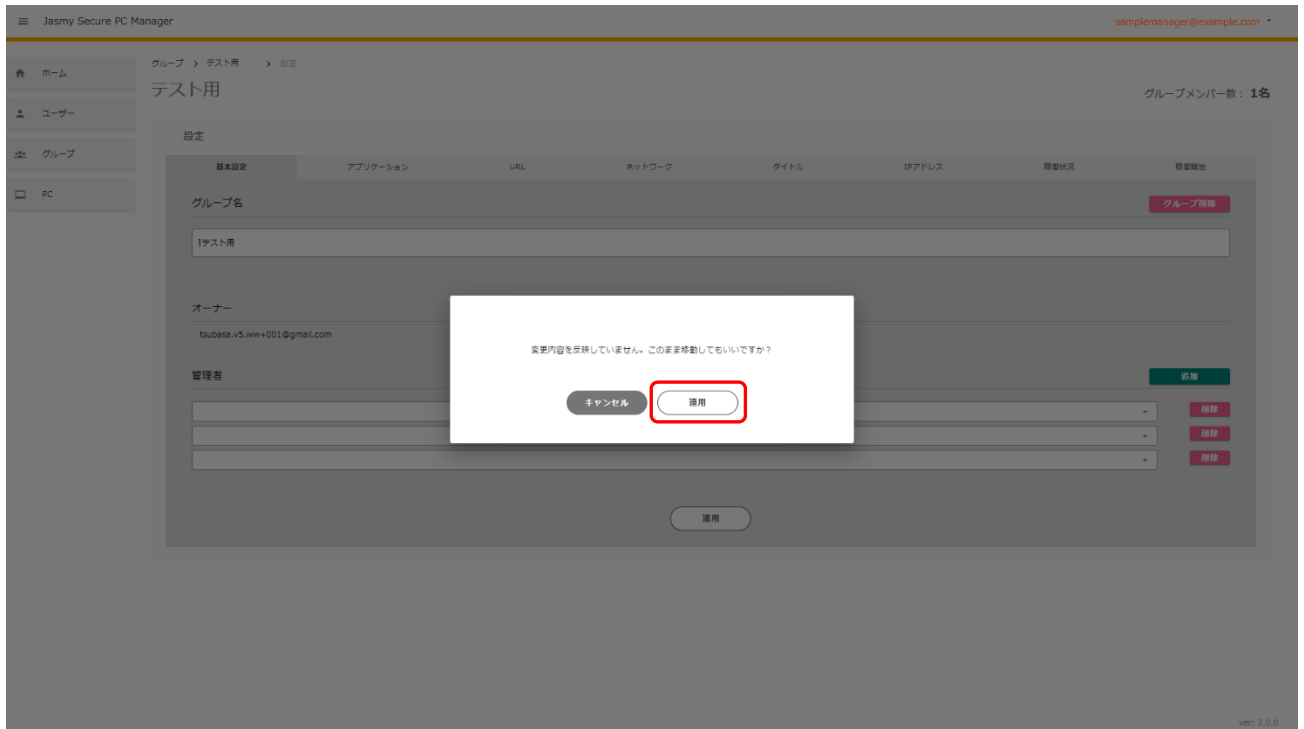 Jasmy Secure PC Manager
samplemanager@example.com
ホーム
ユーザー
グループ
PC
グループ > テスト用 > 設定
テスト用
グループメンバー数： 1名
設定
基本設定 アプリケーション URL ネットワーク タイトル IPアドレス 稼働状況 稼働開始
グループ名
グループ削除
テスト用
オーナー
tsubasa.v5.ww+001@gmail.com
変更内容を反映していません。このまま移動してもいいですか？
キャンセル 適用
管理者
追加
削除
削除
削除
適用
ver: 2.0.0